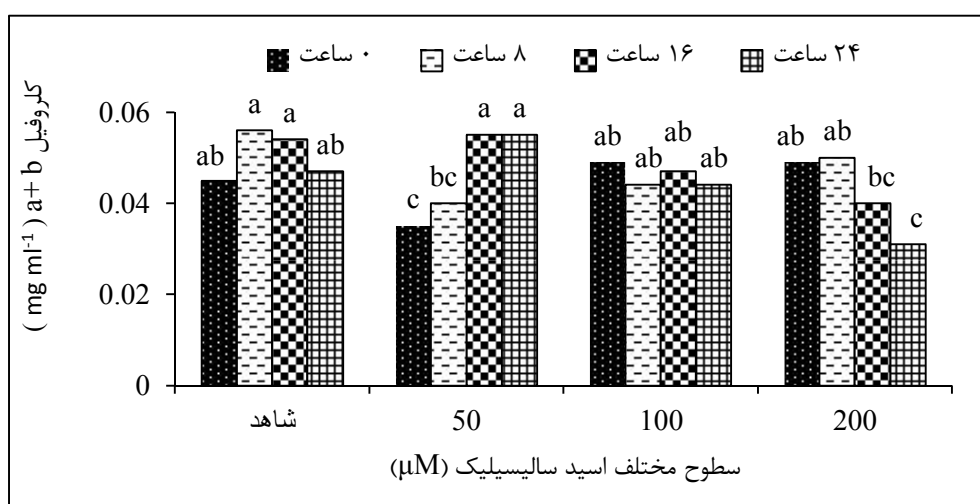 ۰ ساعت ۸ ساعت ۱۶ ساعت ۲۴ ساعت
کلروفیل a+ b ( mg ml-1 )
0.06
0.04
0.02
0
ab a a ab
c bc a a
ab ab ab ab
ab ab bc c
شاهد 50 100 200
سطوح مختلف اسید سالیسیلیک (µM)